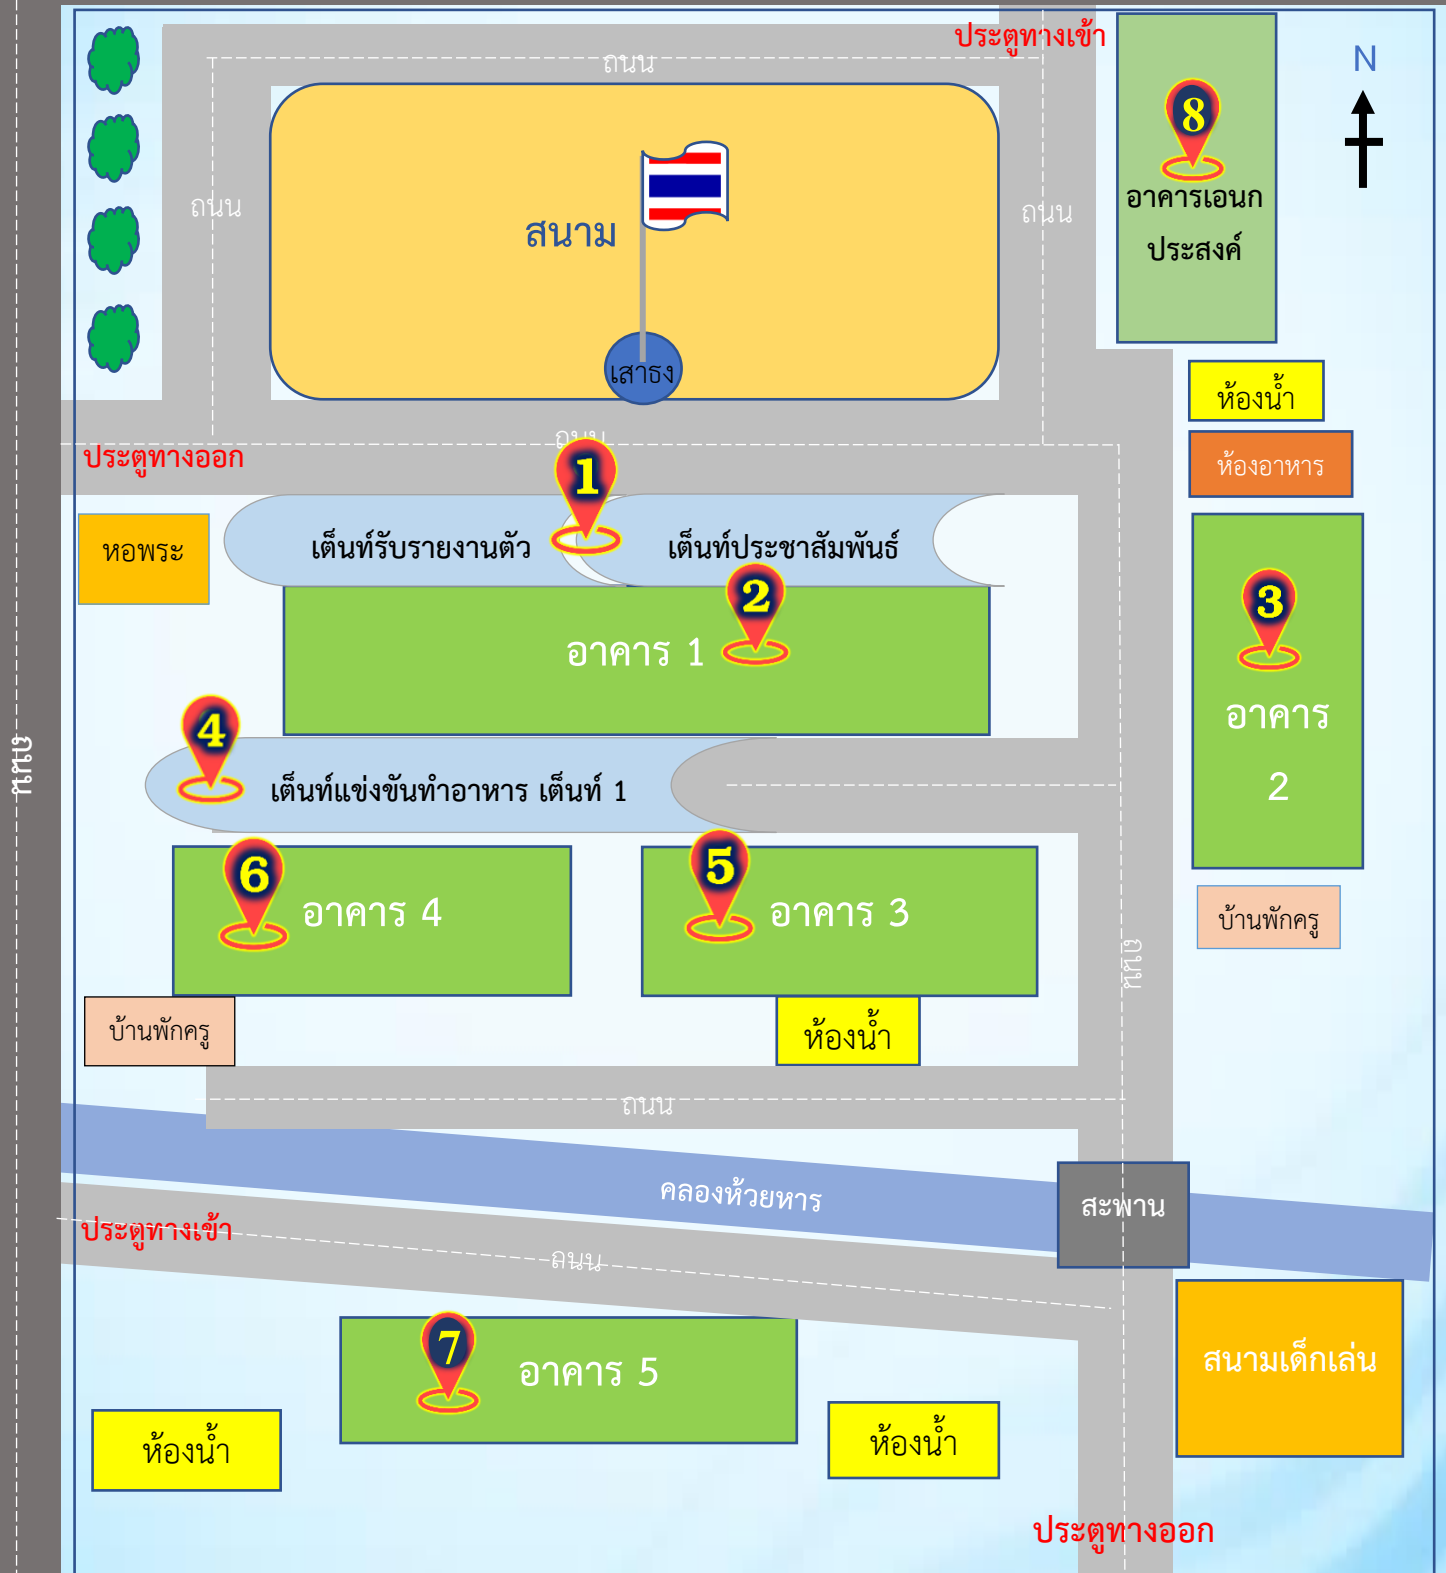 ประตูทางเข้า
ถนน
N
8
อาคารเอนก
ประสงค์
ถนน
ถนน
สนาม
เสาธง
ห้องน้ำ
ถนน
ประตูทางออก
ห้องอาหาร
1
เต็นท์รับรายงานตัว
เต็นท์ประชาสัมพันธ์
หอพระ
2
3
อาคาร 1
อาคาร
2
4
เต็นท์แข่งขันทำอาหาร เต็นท์ 1
ถนน
6
อาคาร 4
5
อาคาร 3
บ้านพักครู
ถนน
บ้านพักครู
ห้องน้ำ
ถนน
คลองห้วยหาร
สะพาน
ประตูทางเข้า
ถนน
7
อาคาร 5
สนามเด็กเล่น
ห้องน้ำ
ห้องน้ำ
ประตูทางออก